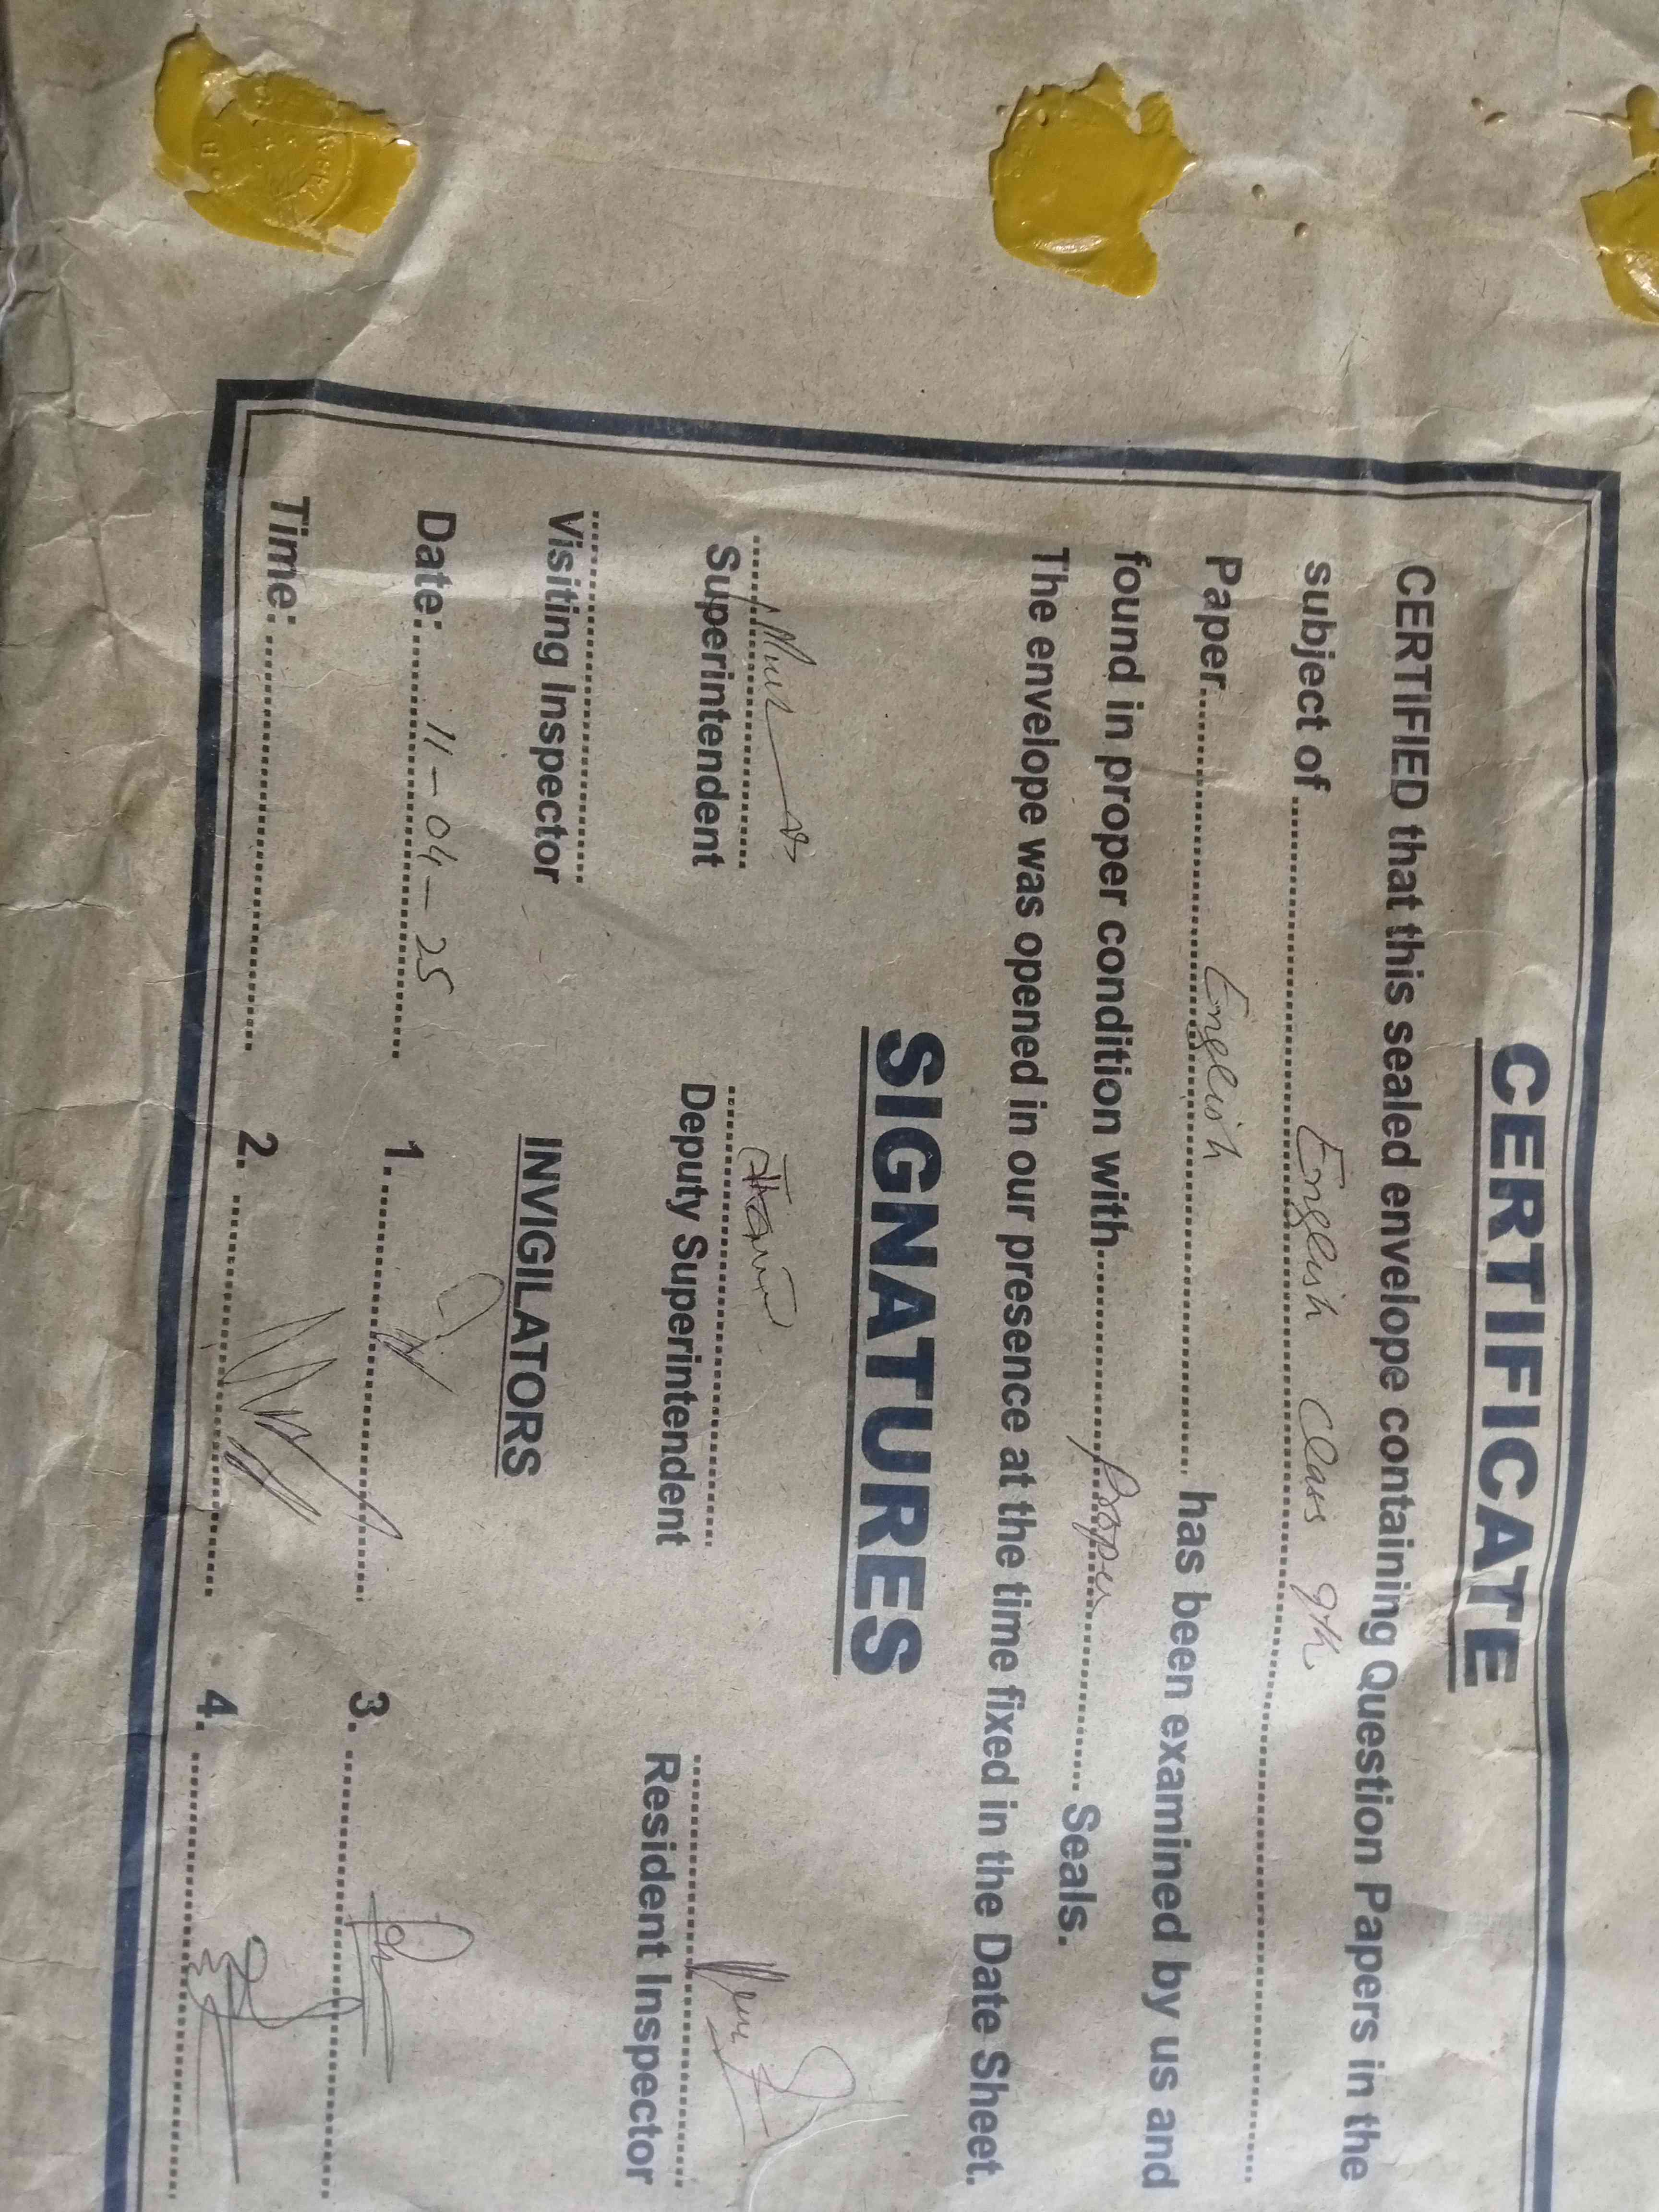 CERTIFICATE
CERTIFIED that this sealed envelope containing Question Papers in the
subject of ........ English Class 9th ........
Paper ........ English ........ has been examined by us and
found in proper condition with ........ Proper ........ Seals.
The envelope was opened in our presence at the time fixed in the Date Sheet.
SIGNATURES
Superintendent Deputy Superintendent Resident Inspector
Visiting Inspector INVIGILATORS
Date: ........ 11-04-25 ........ 1. ........ 3. ........
Time: ........ 2. ........ 4. ........